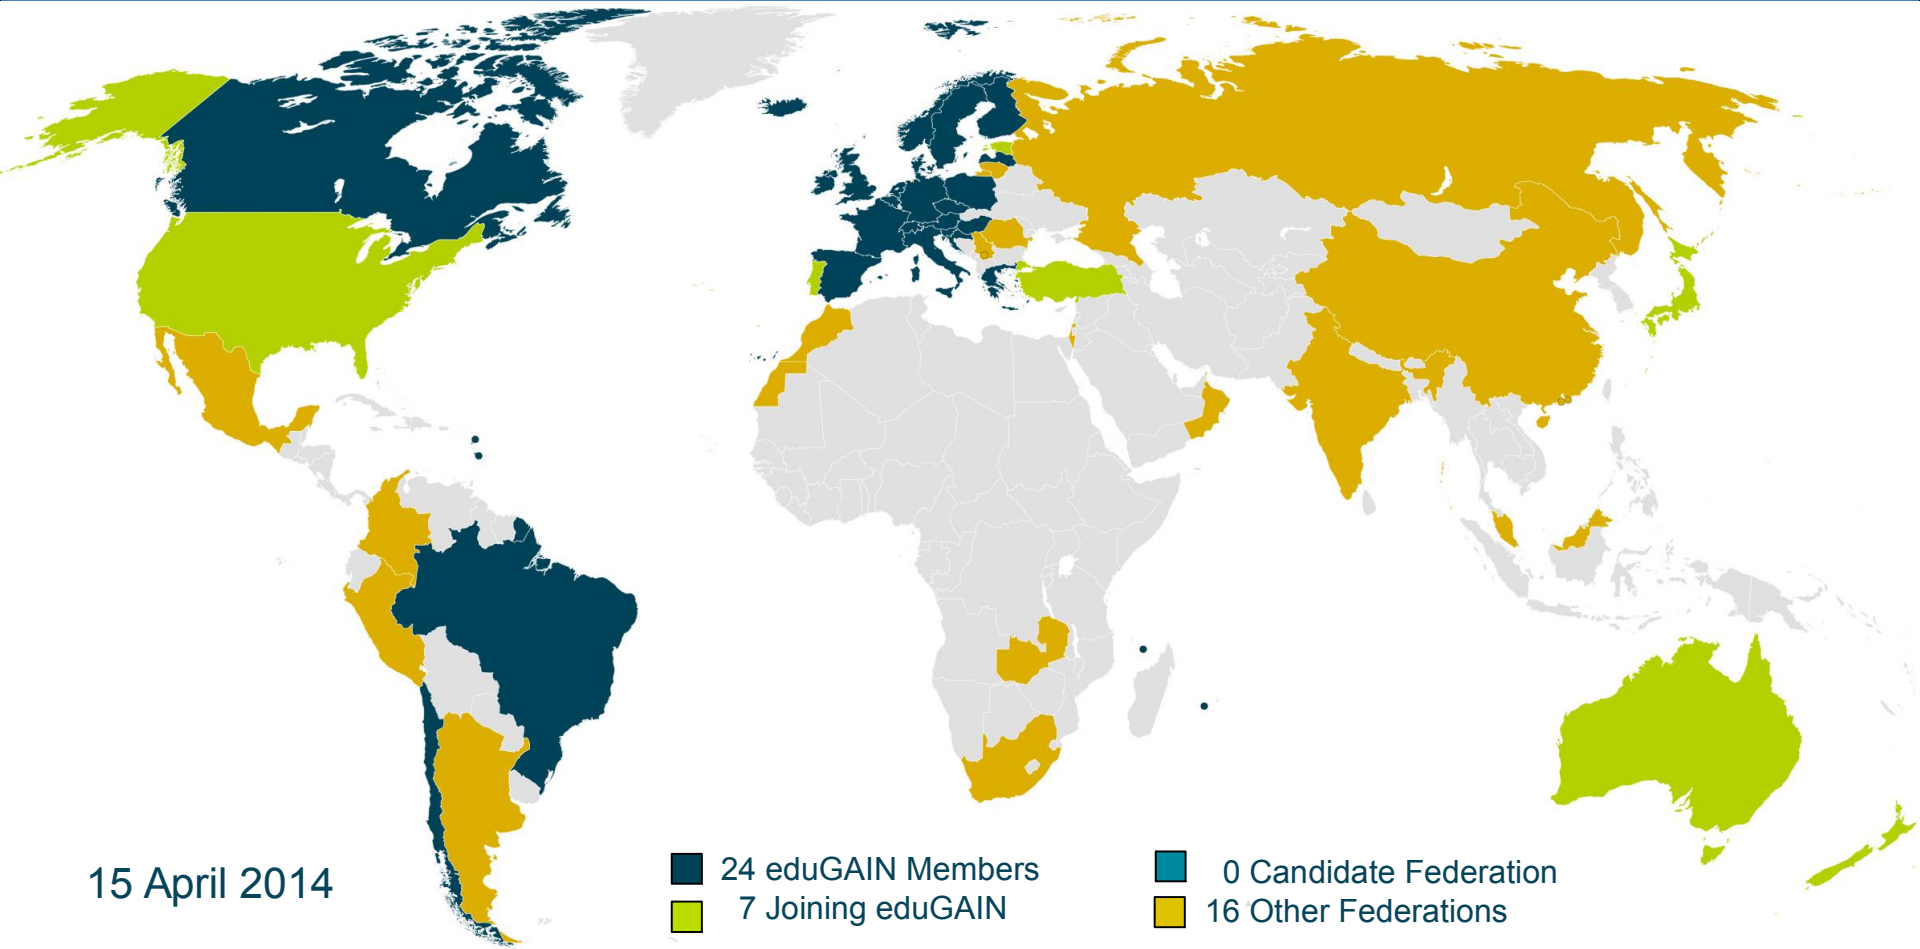 15 April 2014
24 eduGAIN Members
7 Joining eduGAIN
0 Candidate Federation
16 Other Federations